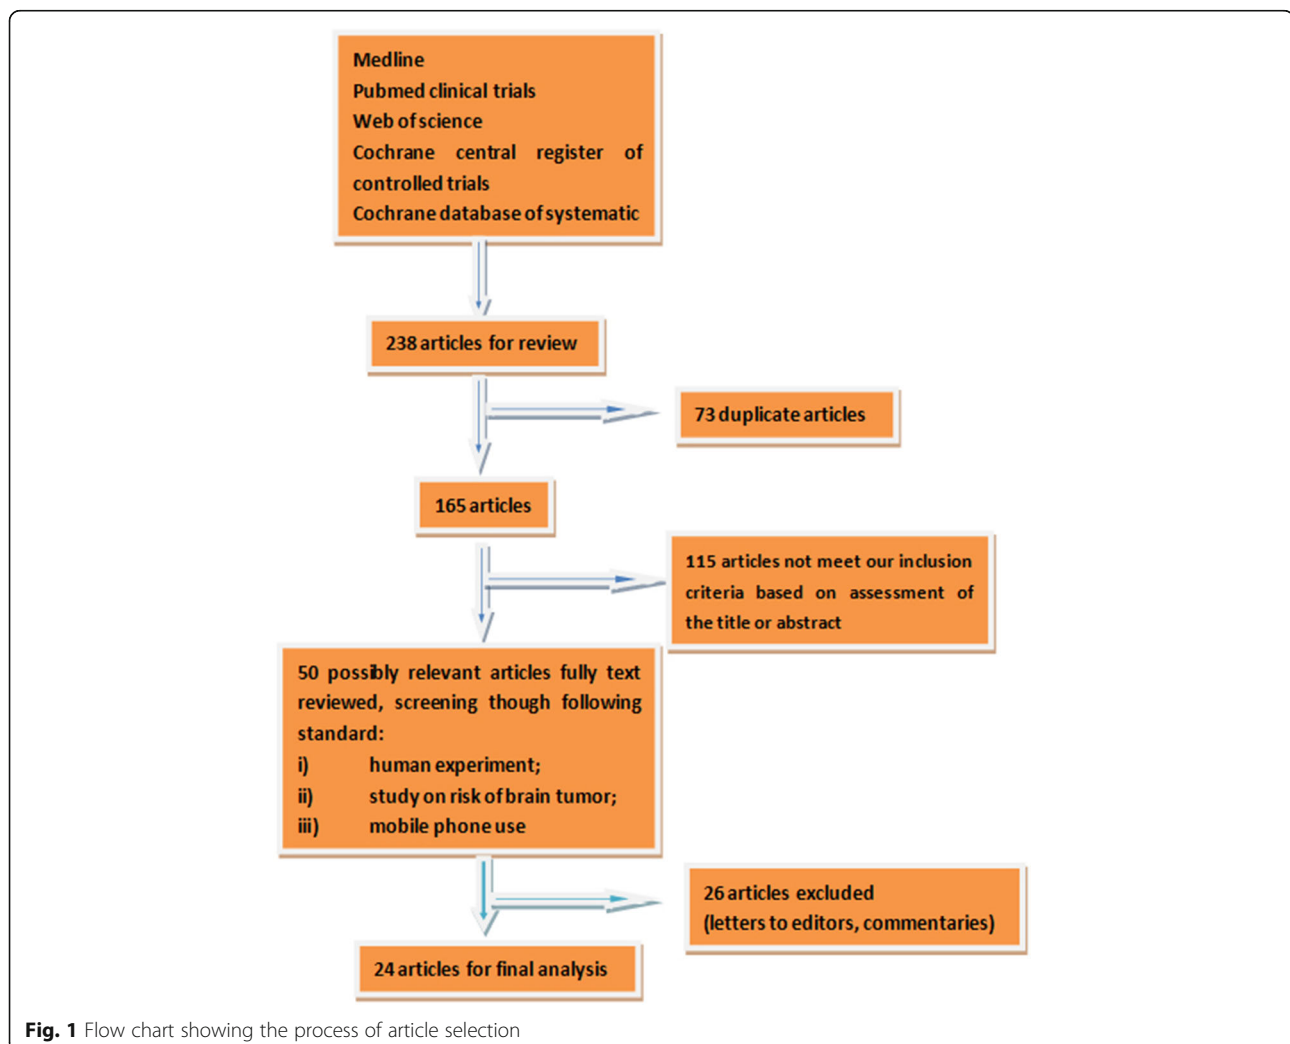 Medline
Pubmed clinical trials
Web of science
Cochrane central register of
controlled trials
Cochrane database of systematic
238 articles for review
73 duplicate articles
165 articles
115 articles not meet our inclusion
criteria based on assessment of
the title or abstract
50 possibly relevant articles fully text
reviewed, screening though following
standard:
i) human experiment;
ii) study on risk of brain tumor;
iii) mobile phone use
26 articles excluded
(letters to editors, commentaries)
24 articles for final analysis
Fig. 1 Flow chart showing the process of article selection